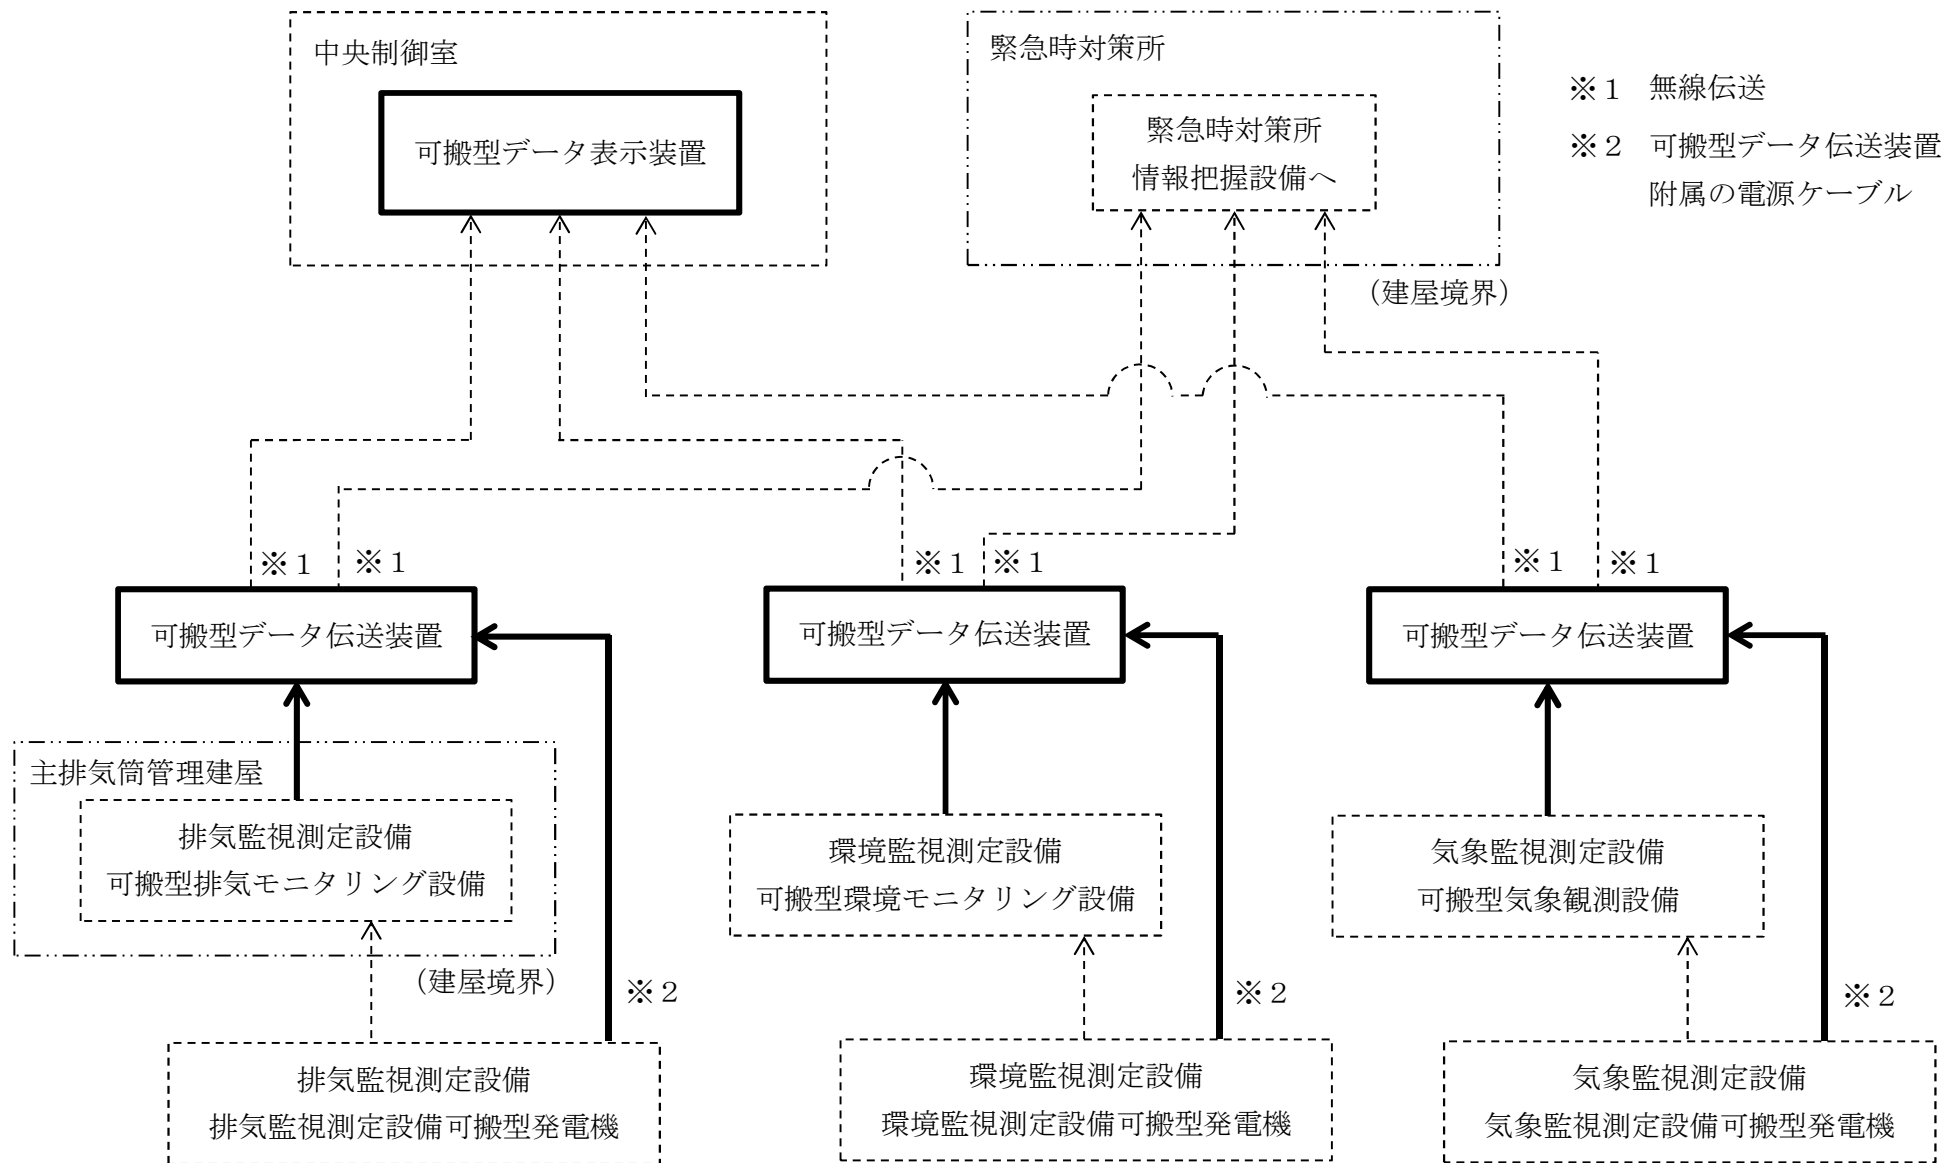 中央制御室
可搬型データ表示装置
緊急時対策所
緊急時対策所
情報把握設備へ
※１　無線伝送
※２　可搬型データ伝送装置
附属の電源ケーブル
（建屋境界）
※１
※１
※１
※１
※１
※１
可搬型データ伝送装置
可搬型データ伝送装置
可搬型データ伝送装置
主排気筒管理建屋
排気監視測定設備
可搬型排気モニタリング設備
環境監視測定設備
可搬型環境モニタリング設備
気象監視測定設備
可搬型気象観測設備
（建屋境界）
※２
※２
※２
排気監視測定設備
排気監視測定設備可搬型発電機
環境監視測定設備
環境監視測定設備可搬型発電機
気象監視測定設備
気象監視測定設備可搬型発電機